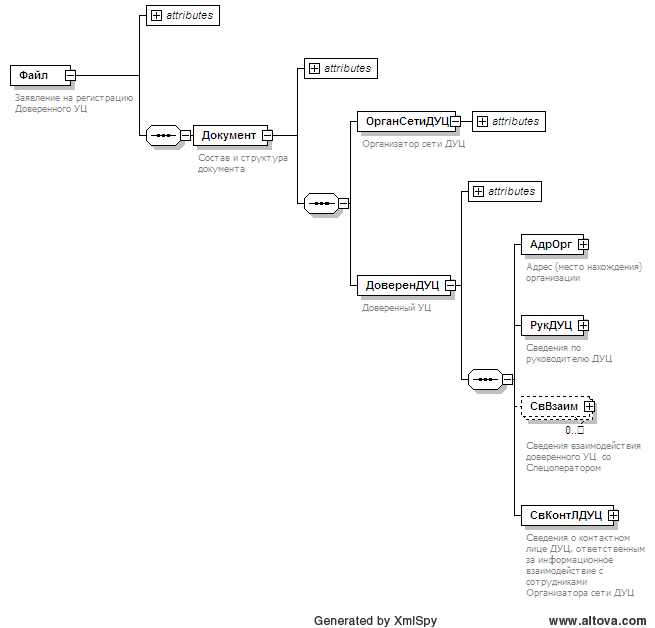 attributes
Файл
Заявление на регистрацию
Доверенного УЦ
attributes
Документ
Состав и структура
документа
ОрганСетиДУЦ
attributes
Организатор сети ДУЦ
attributes
ДоверенДУЦ
Доверенный УЦ
АдрОрг
Адрес (место нахождения)
организации
РукДУЦ
Сведения по
руководителю ДУЦ
СвВзаим
0..□
Сведения взаимодействия
доверенного УЦ со
Спецоператором
СвКонтЛДУЦ
Сведения о контактном
лице ДУЦ, ответственным
за информационное
взаимодействие с
сотрудниками
Организатора сети ДУЦ
Generated by XmlSpy
www.altova.com